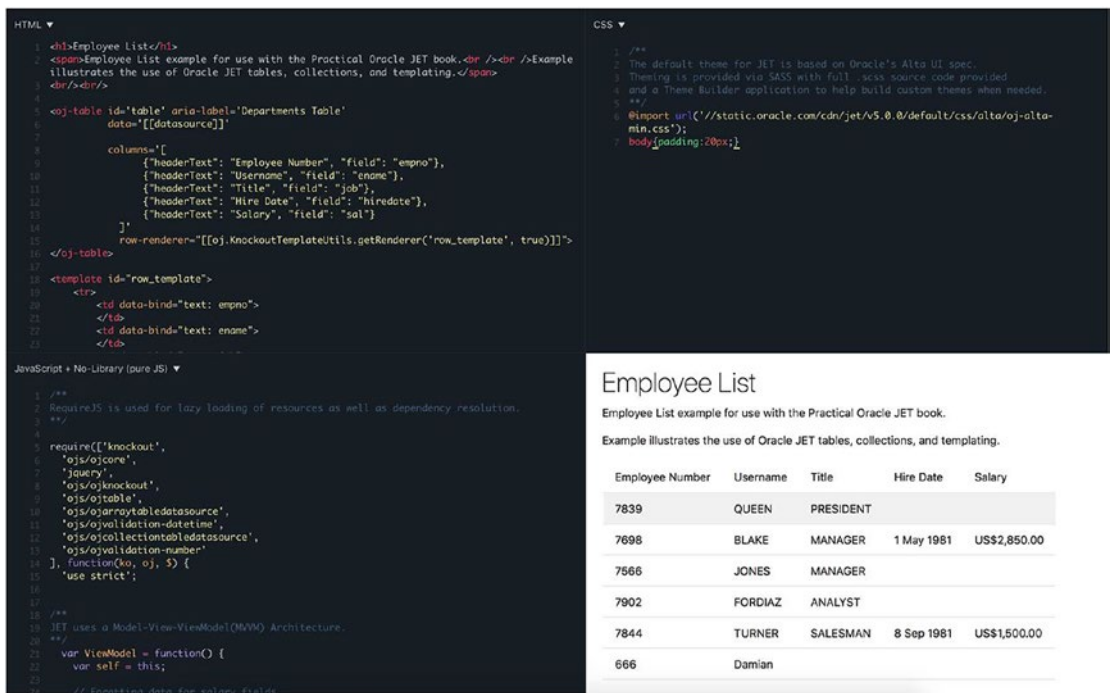 HTML ▼
1 <h1>Employee List</h1>
2 <span>Employee List example for use with the Practical Oracle JET book.<br /><br />Example
illustrates the use of Oracle JET tables, collections, and templating.</span>
3 <br/><br/>
4
5 <oj-table id='table' aria-label='Departments Table'
6 data='[[datasource]]'
7
8 columns='[
9 {"headerText": "Employee Number", "field": "empno"},
10 {"headerText": "Username", "field": "ename"},
11 {"headerText": "Title", "field": "job"},
12 {"headerText": "Hire Date", "field": "hiredate"},
13 {"headerText": "Salary", "field": "sal"}
14 ]'
15 row-renderer="[[oj.KnockoutTemplateUtils.getRenderer('row_template', true)]]">
16 </oj-table>
17
18 <template id="row_template">
19 <tr>
20 <td data-bind="text: empno">
21 </td>
22 <td data-bind="text: ename">
23 </td>
CSS ▼
1 /**
2 The default theme for JET is based on Oracle's Alta UI spec.
3 Theming is provided via SASS with full .scss source code provided
4 and a Theme Builder application to help build custom themes when needed.
5 **/
6 @import url('//static.oracle.com/cdn/jet/v5.0.0/default/css/alta/oj-alta-
min.css');
7 body{padding:20px;}
JavaScript + No-Library (pure JS) ▼
1 /**
2 RequireJS is used for lazy loading of resources as well as dependency resolution.
3 **/
4
5 require(['knockout',
6 'ojs/ojcore',
7 'jquery',
8 'ojs/ojknockout',
9 'ojs/ojtable',
10 'ojs/ojarraytabledatasource',
11 'ojs/ojvalidation-datetime',
12 'ojs/ojcollectiontabledatasource',
13 'ojs/ojvalidation-number'
14 ], function(ko, oj, $) {
15 'use strict';
16
17
18 /**
19 JET uses a Model-View-ViewModel(MVVM) Architecture.
20 **/
21 var ViewModel = function() {
22 var self = this;
23
24 // Formatting data for salary fields
Employee List
Employee List example for use with the Practical Oracle JET book.
Example illustrates the use of Oracle JET tables, collections, and templating.
Employee Number Username Title Hire Date Salary
7839 QUEEN PRESIDENT
7698 BLAKE MANAGER 1 May 1981 US$2,850.00
7566 JONES MANAGER
7902 FORDIAZ ANALYST
7844 TURNER SALESMAN 8 Sep 1981 US$1,500.00
666 Damian